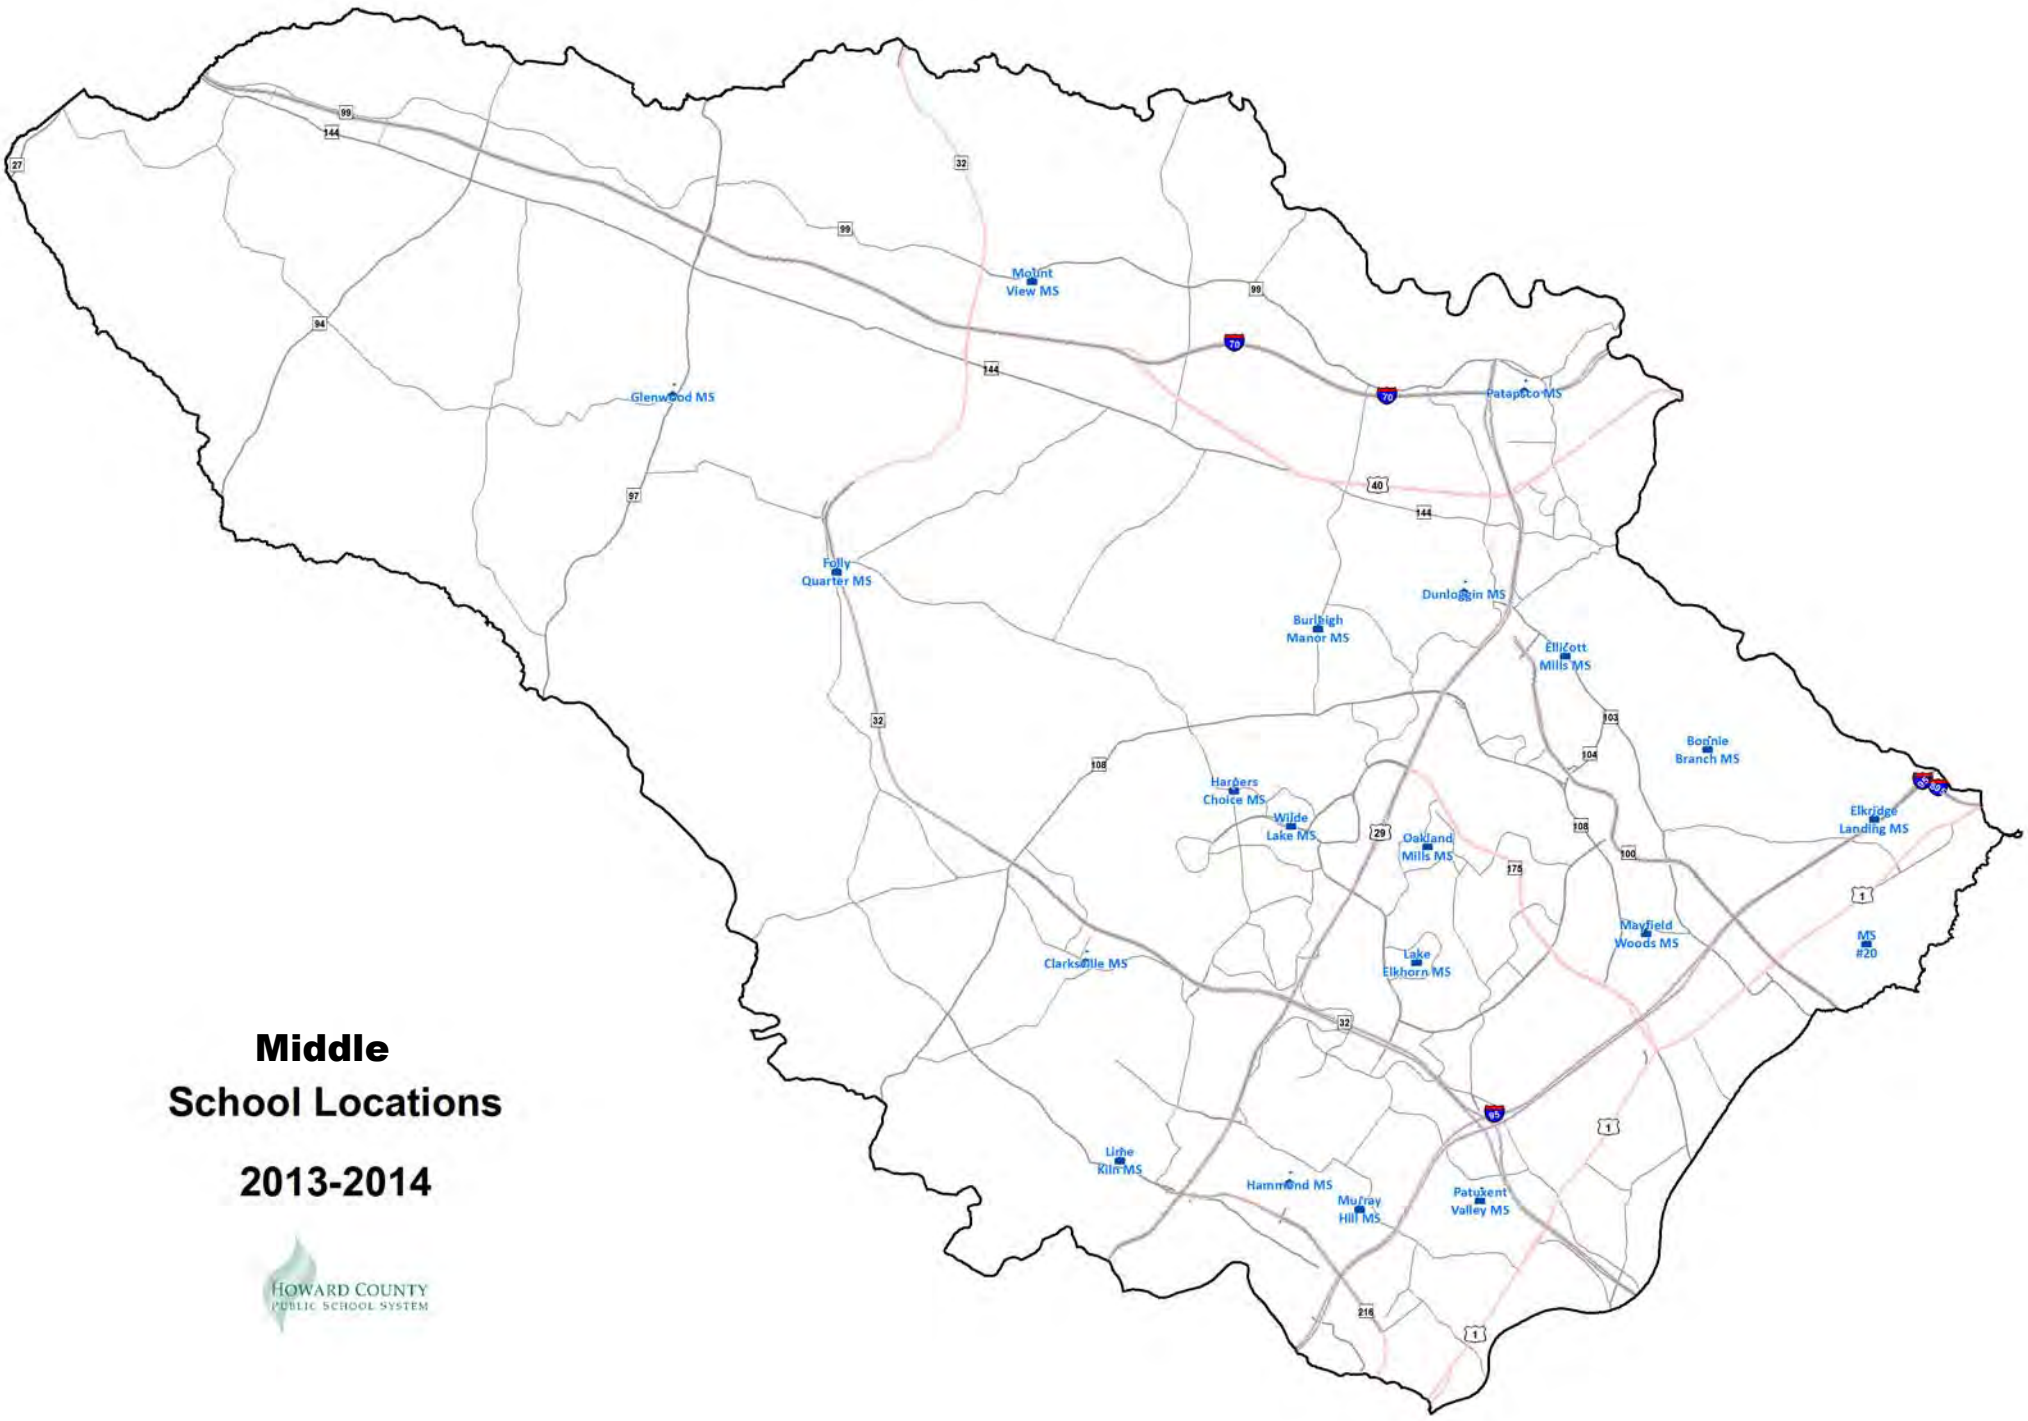 99
144
27
32
99
Mount
View MS
99
94
70
144
Glenwood MS
70
Patapsco MS
40
97
144
Folly
Quarter MS
Dunloggin MS
Burleigh
Manor MS
Ellicott
Mills MS
32
103
108
Bonnie
Branch MS
104
Harpers
Choice MS
95
895
Wilde
Lake MS
Elkridge
Landing MS
29
Oakland
Mills MS
108
100
175
1
Mayfield
Woods MS
MS
#20
Clarksville MS
Lake
Elkhorn MS
32
Middle
School Locations
2013-2014
95
1
Lime
Kiln MS
Hammond MS
Murray
Hill MS
Patuxent
Valley MS
HOWARD COUNTY
PUBLIC SCHOOL SYSTEM
216
1